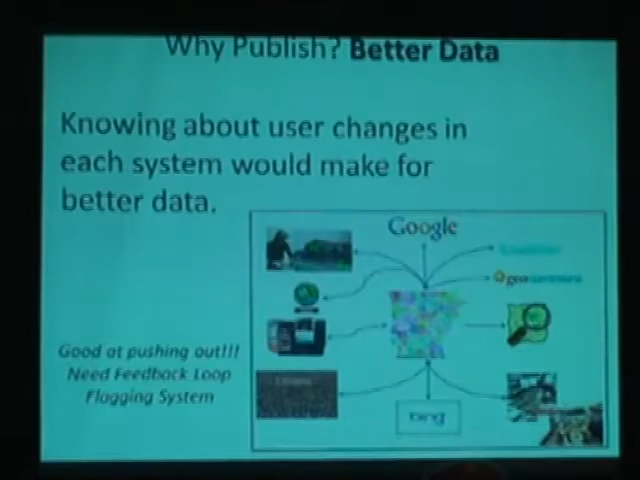 Why Publish? Better Data
Knowing about user changes in
each system would make for
better data.
Google
geocommons
Good at pushing out!!!
Need Feedback Loop
Flagging System
bing